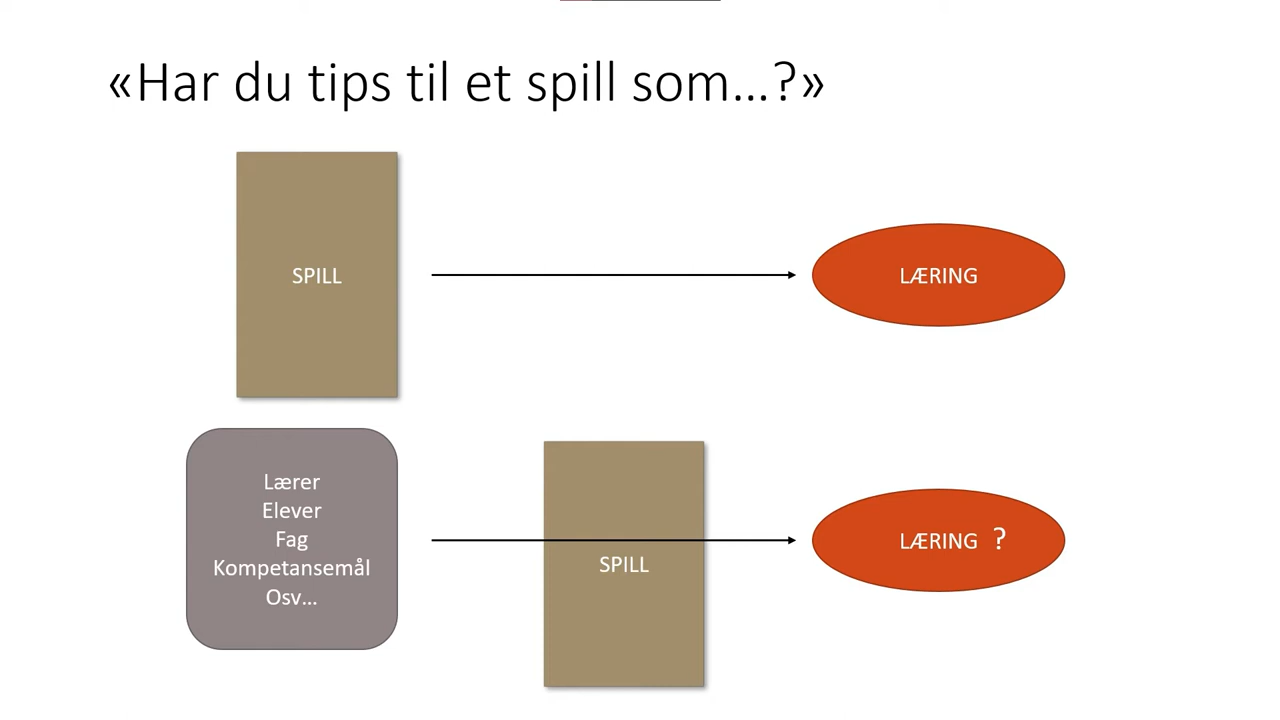 «Har du tips til et spill som…?»
SPILL
LÆRING
Lærer
Elever
Fag
Kompetansemål
Osv…
SPILL
LÆRING ?